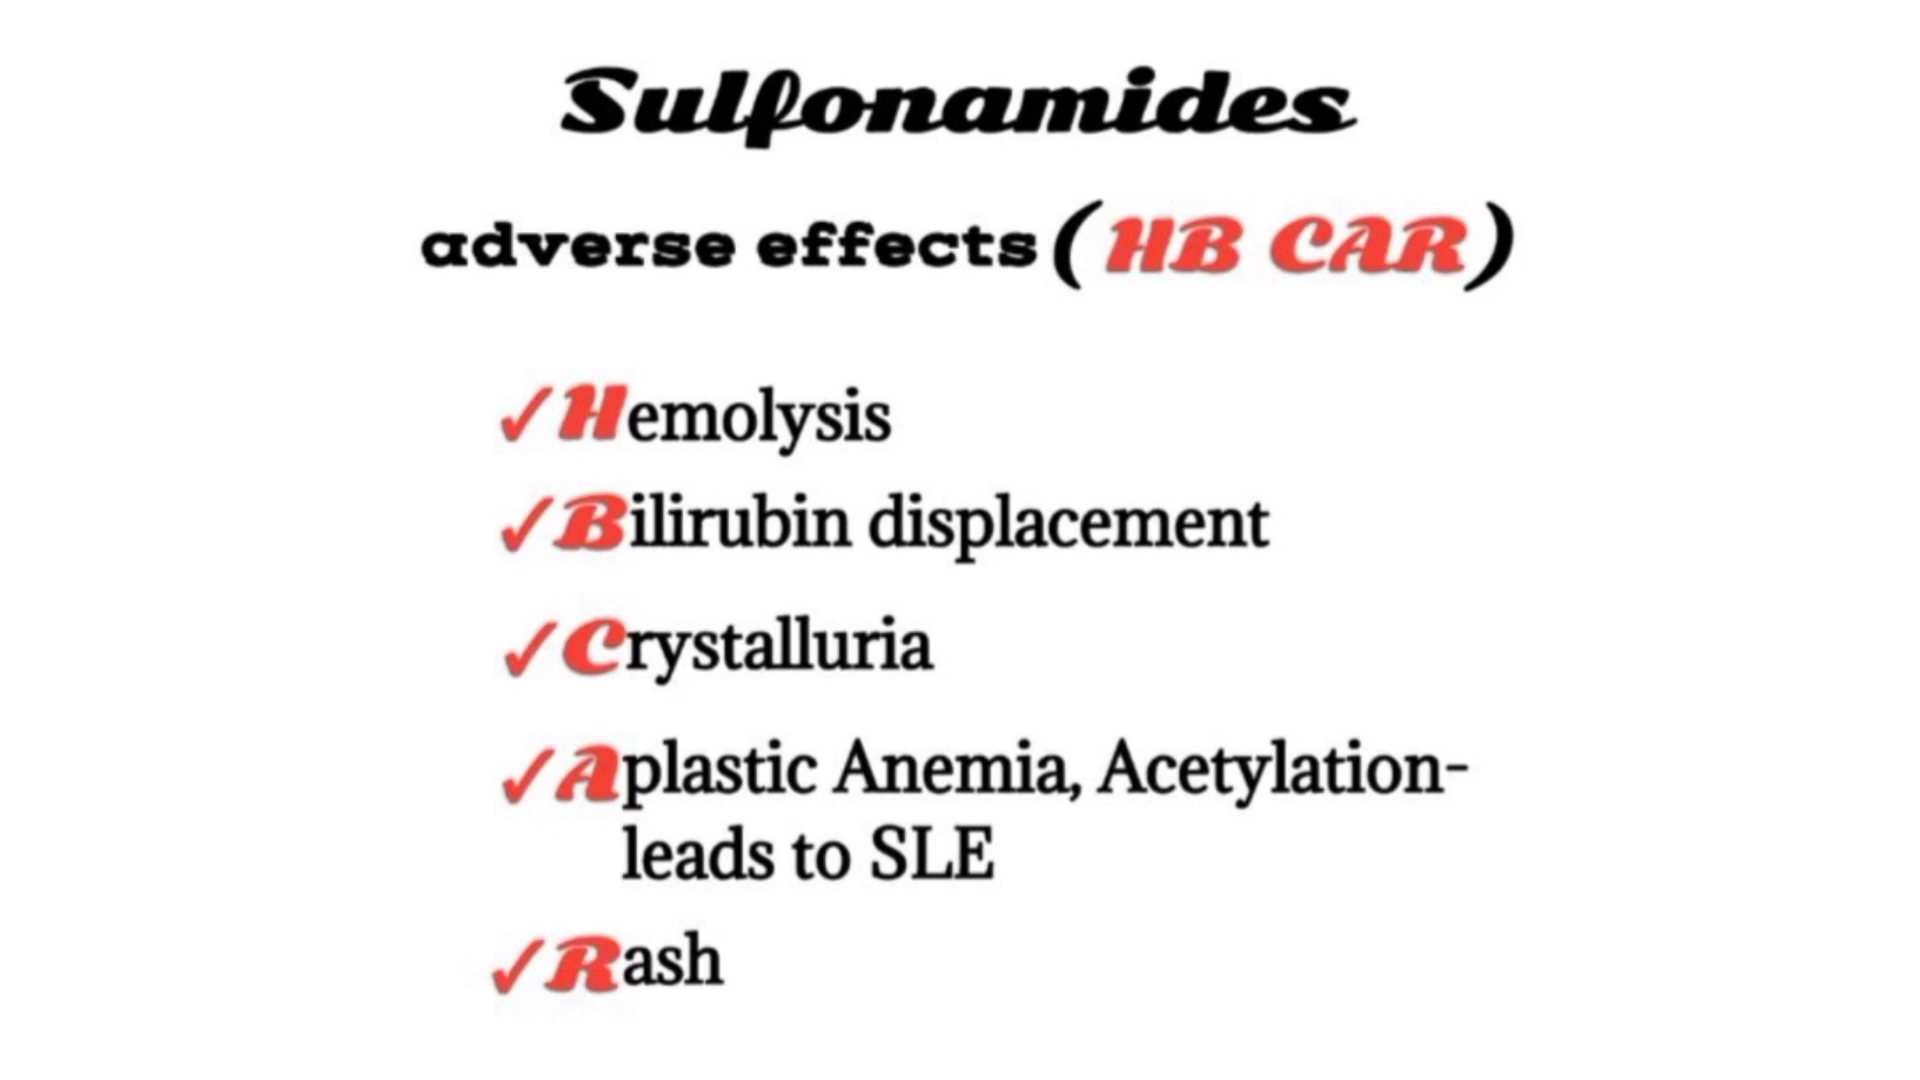 Sulfonamides
adverse effects ( HB CAR )
✓Hemolysis
✓Bilirubin displacement
✓Crystalluria
✓Aplastic Anemia, Acetylation-
leads to SLE
✓Rash